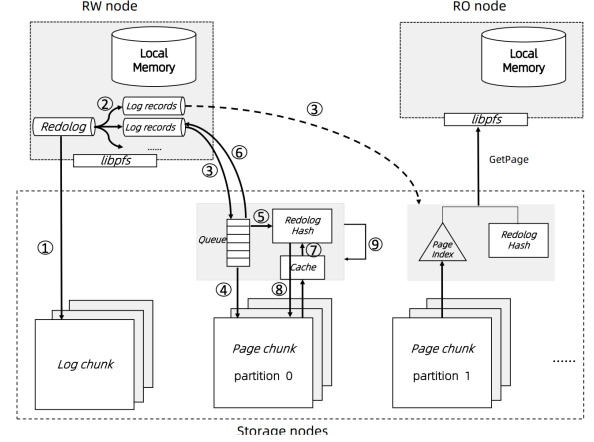 RW node
RO node
Local
Memory
Local
Memory
②
Log records
③
Redolog
Log records
......
libpfs
libpfs
⑥
③
GetPage
①
⑤
Redolog
Hash
Queue
⑨
⑦
Cache
Page
Index
Redolog
Hash
④
⑧
Log chunk
Page chunk
partition 0
Page chunk
partition 1
......
Storage nodes